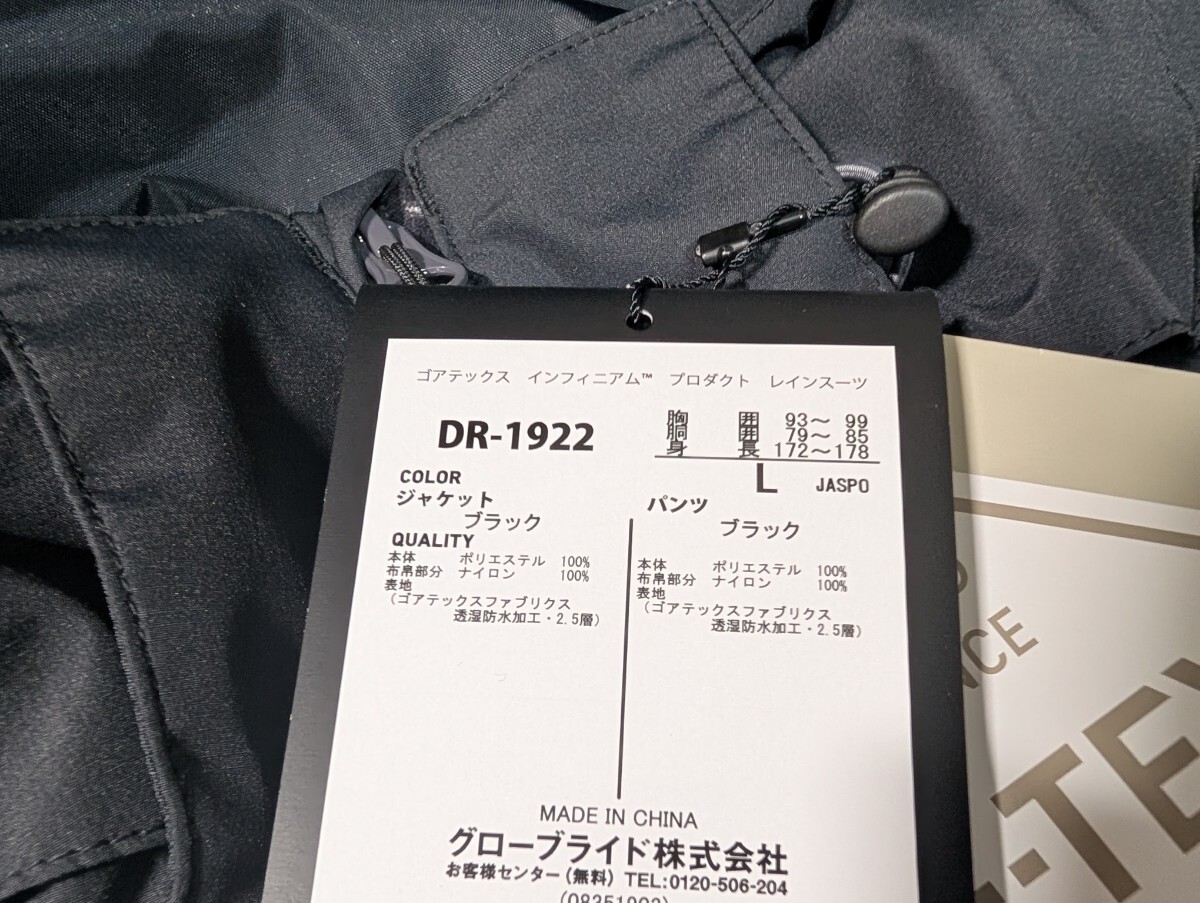 ゴアテックス インフィニアム™ プロダクト レインスーツ
DR-1922
胸 囲 93～ 99
胴 囲 79～ 85
身 長 172～178
L JASPO
COLOR
ジャケット
ブラック
QUALITY
本体 ポリエステル 100%
布帛部分 ナイロン 100%
表地
(ゴアテックスファブリクス
透湿防水加工・2.5層)
パンツ
ブラック
本体 ポリエステル 100%
布帛部分 ナイロン 100%
表地
(ゴアテックスファブリクス
透湿防水加工・2.5層)
MADE IN CHINA
グローブライド株式会社
お客様センター(無料) TEL:0120-506-204
-TEX